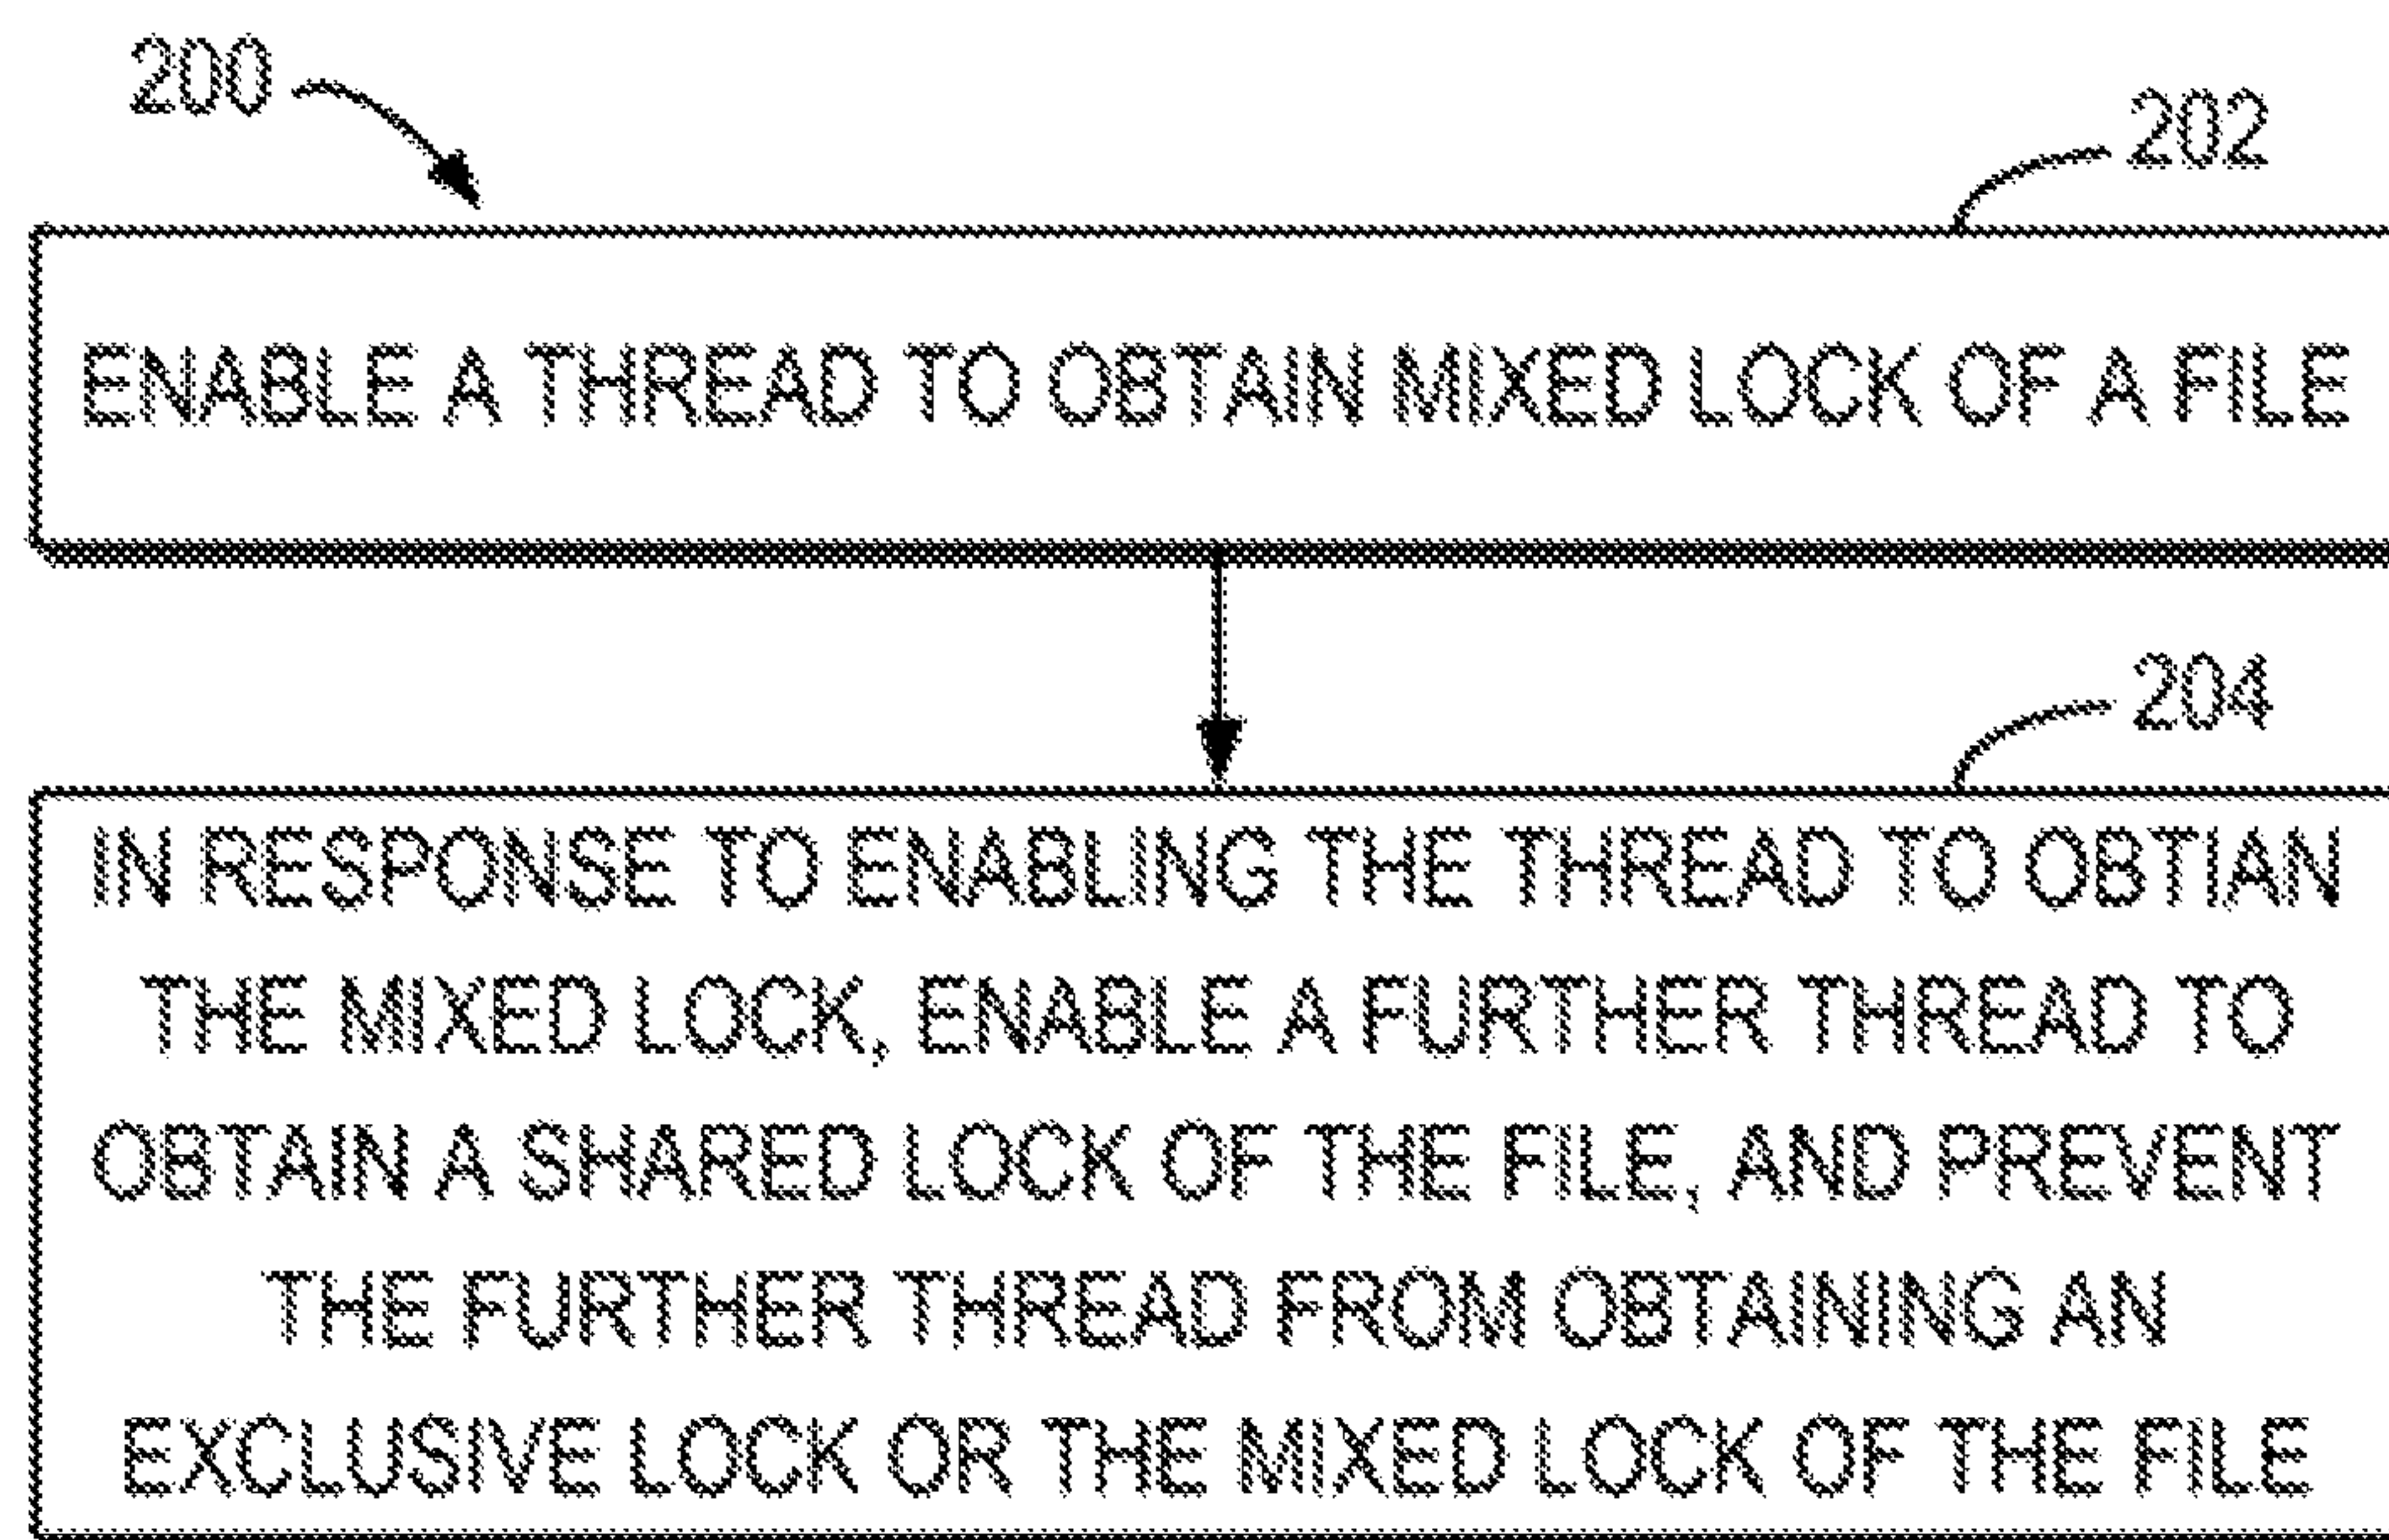 200
202
ENABLE A THREAD TO OBTAIN MIXED LOCK OF A FILE
204
IN RESPONSE TO ENABLING THE THREAD TO OBTIAN
THE MIXED LOCK, ENABLE A FURTHER THREAD TO
OBTAIN A SHARED LOCK OF THE FILE, AND PREVENT
THE FURTHER THREAD FROM OBTAINING AN
EXCLUSIVE LOCK OR THE MIXED LOCK OF THE FILE